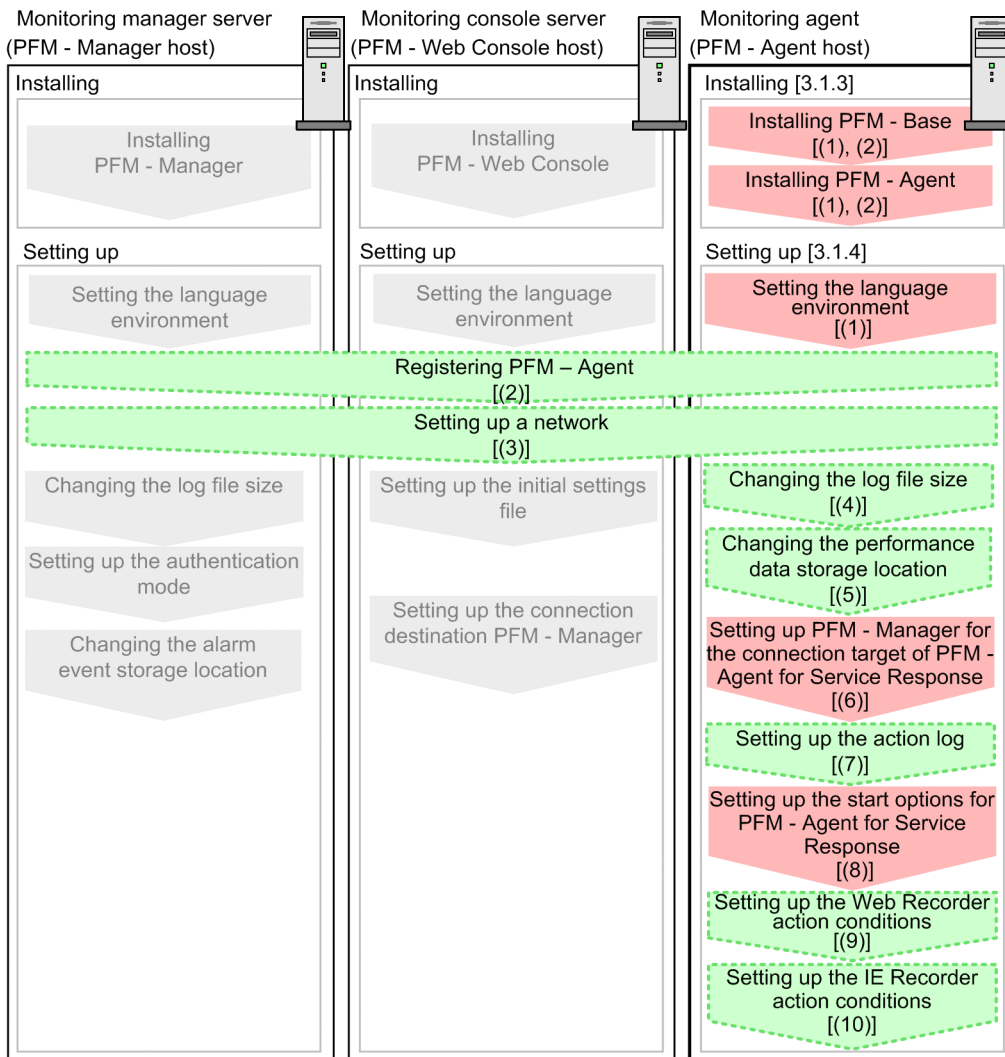 Monitoring manager server
(PFM - Manager host)
Installing
Installing
PFM - Manager
Setting up
Setting the language
environment
Changing the log file size
Setting up the authentication
mode
Changing the alarm
event storage location
Monitoring console server
(PFM - Web Console host)
Installing
Installing
PFM - Web Console
Setting up
Setting the language
environment
Registering PFM – Agent
[(2)]
Setting up a network
[(3)]
Setting up the initial settings
file
Setting up the connection
destination PFM - Manager
Monitoring agent
(PFM - Agent host)
Installing [3.1.3]
Installing PFM - Base
[(1), (2)]
Installing PFM - Agent
[(1), (2)]
Setting up [3.1.4]
Setting the language
environment
[(1)]
Changing the log file size
[(4)]
Changing the performance
data storage location
[(5)]
Setting up PFM - Manager for
the connection target of PFM -
Agent for Service Response
[(6)]
Setting up the action log
[(7)]
Setting up the start options for
PFM - Agent for Service
Response
[(8)]
Setting up the Web Recorder
action conditions
[(9)]
Setting up the IE Recorder
action conditions
[(10)]